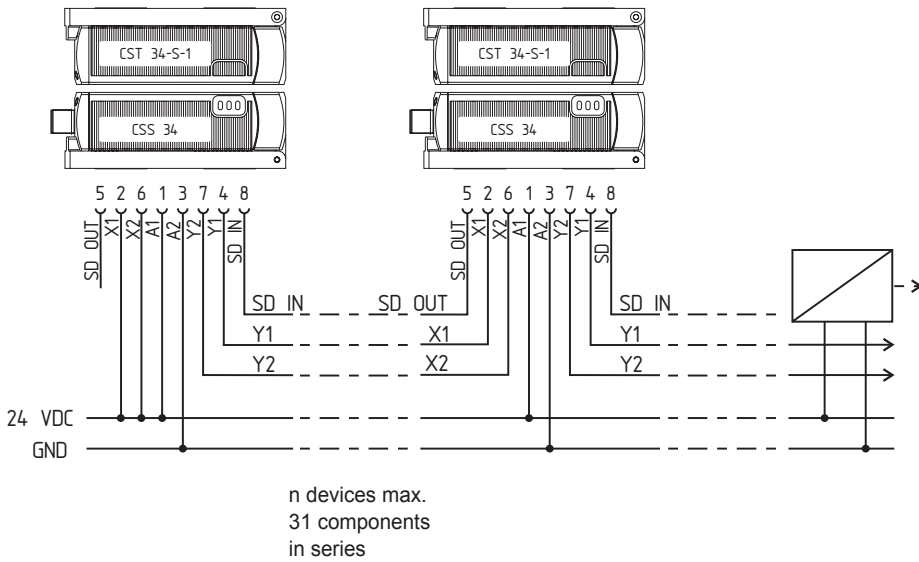 CST 34-S-1 CST 34-S-1
000 000
CSS 34 CSS 34
5 2 6 1 3 7 4 8 5 2 6 1 3 7 4 8
SD OUT X1 X2 A1 A2 Y2 Y1 SD IN SD OUT X1 X2 A1 A2 Y2 Y1 SD IN
SD IN SD OUT SD IN
Y1 X1 Y1
Y2 X2 Y2
24 VDC
GND
n devices max.
31 components
in series